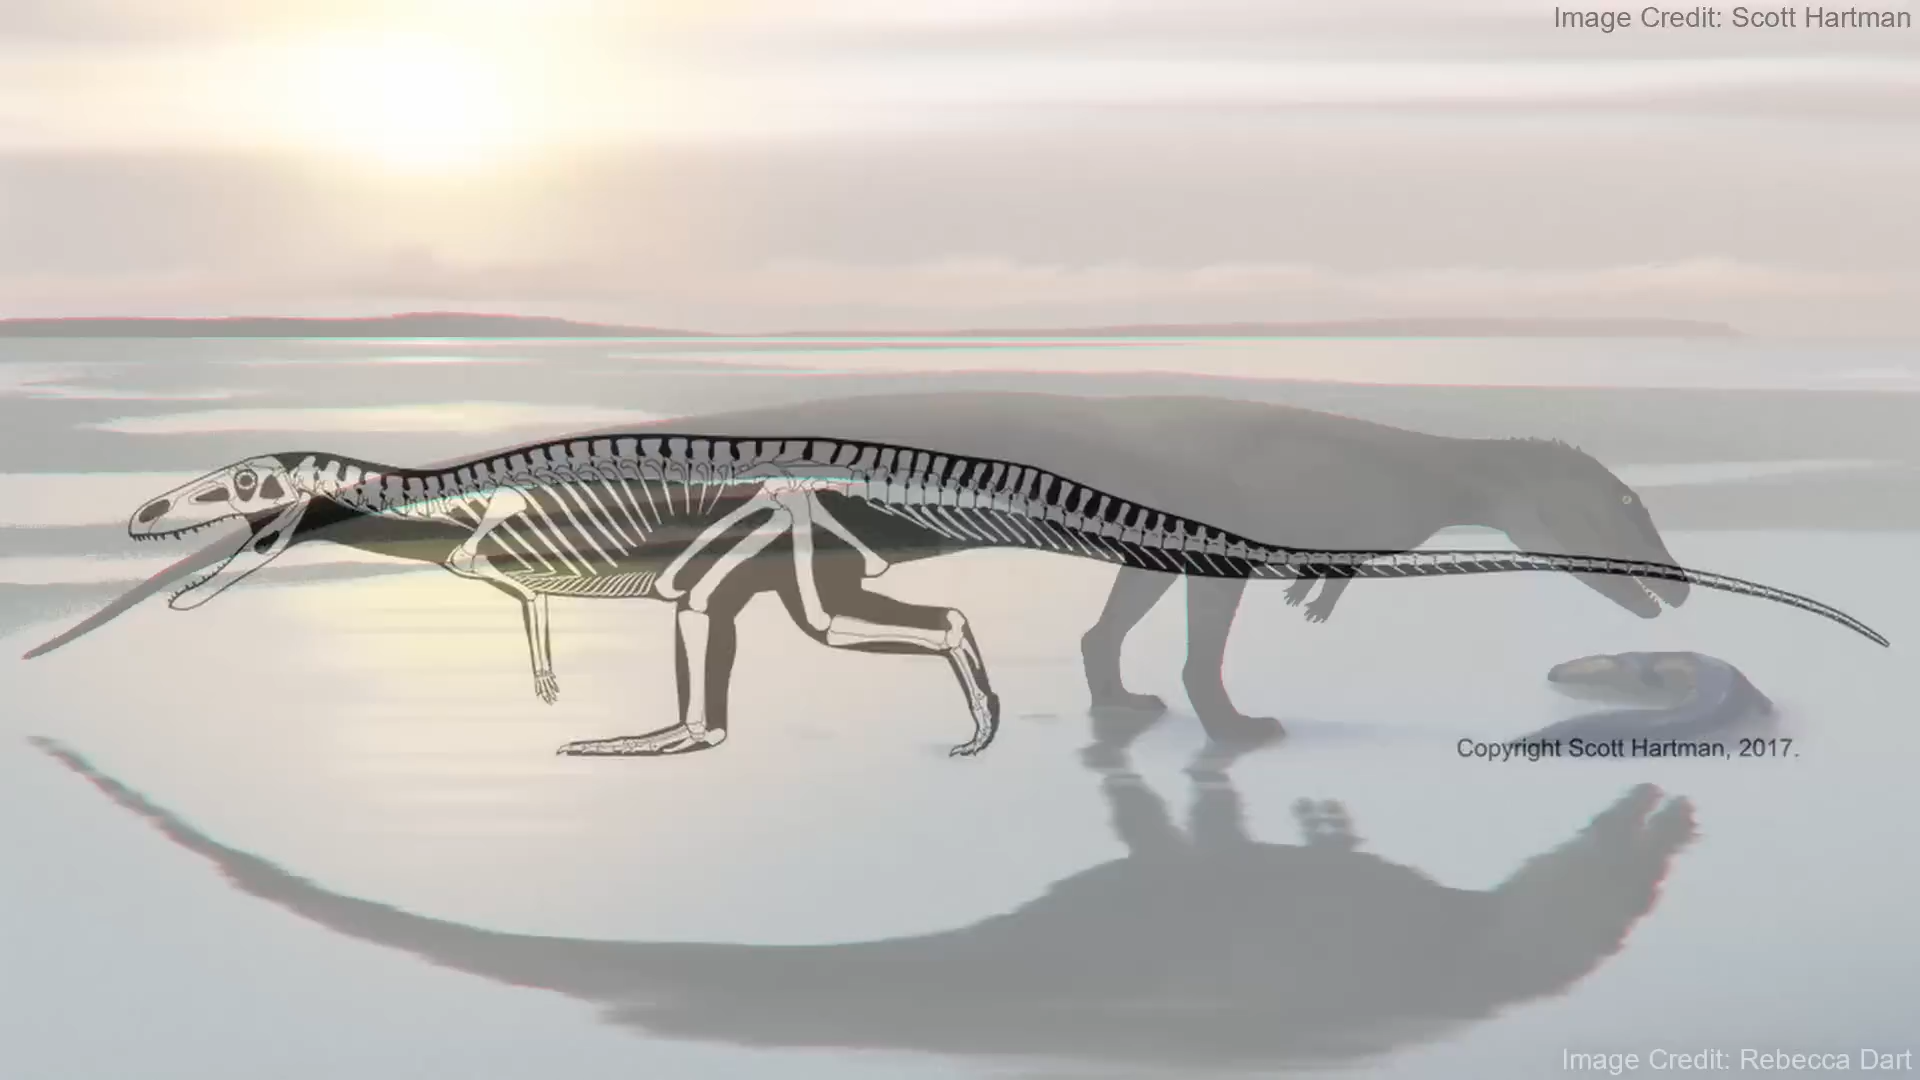 Image Credit: Scott Hartman
Copyright Scott Hartman, 2017.
Image Credit: Rebecca Dart